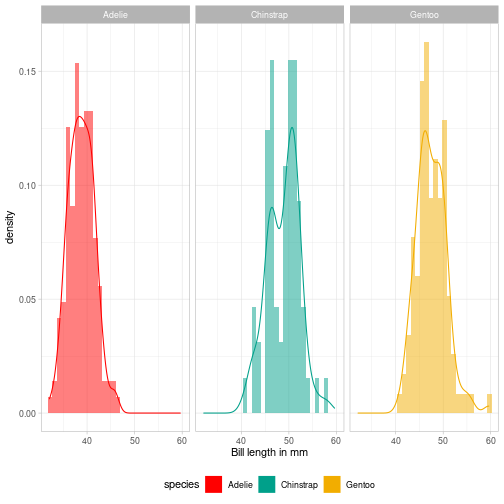 Adelie Chinstrap Gentoo
0.15
0.10
0.05
0.00
density
40 50 60 40 50 60 40 50 60
Bill length in mm
species Adelie Chinstrap Gentoo